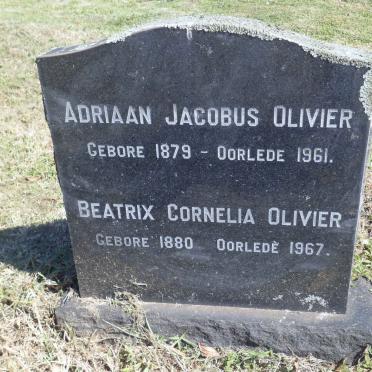 ADRIAAN JACOBUS OLIVIER
GEBORE 1879 - OORLEDE 1961.
BEATRIX CORNELIA OLIVIER
GEBORE 1880 OORLEDE 1967.